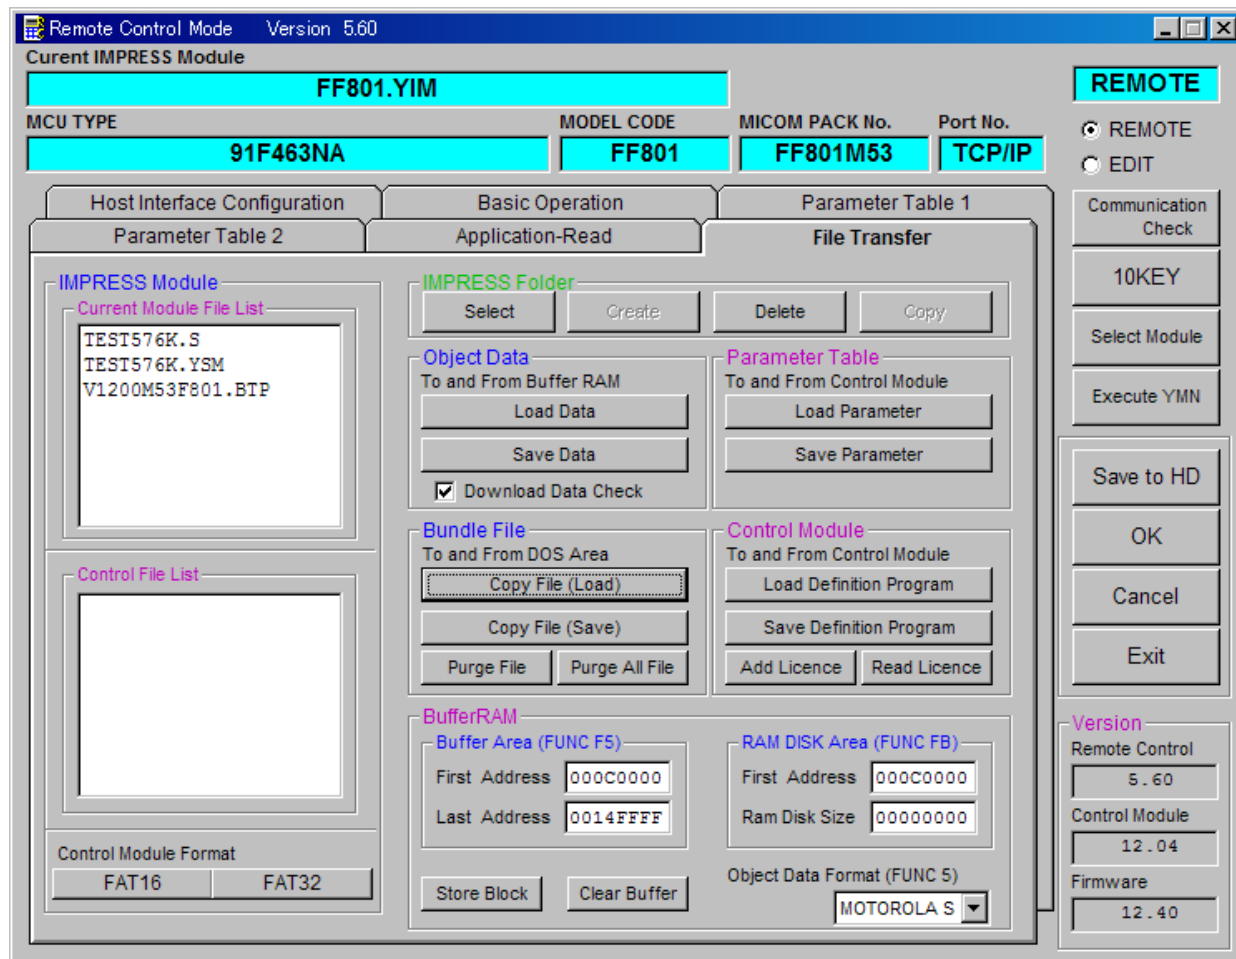 Remote Control Mode Version 5.60
Curent IMPRESS Module
FF801.YIM
REMOTE
MCU TYPE MODEL CODE MICOM PACK No. Port No.
91F463NA FF801 FF801M53 TCP/IP
REMOTE
EDIT
Host Interface Configuration Basic Operation Parameter Table 1
Parameter Table 2 Application-Read File Transfer
Communication
Check
10KEY
Select Module
Execute YMN
Save to HD
OK
Cancel
Exit
IMPRESS Module
Current Module File List
TEST576K.S
TEST576K.YSM
V1200M53F801.BTP
Control File List
Control Module Format
FAT16 FAT32
IMPRESS Folder
Select Create Delete Copy
Object Data
To and From Buffer RAM
Load Data
Save Data
Download Data Check
Parameter Table
To and From Control Module
Load Parameter
Save Parameter
Bundle File
To and From DOS Area
Copy File (Load)
Copy File (Save)
Purge File Purge All File
Control Module
To and From Control Module
Load Definition Program
Save Definition Program
Add Licence Read Licence
BufferRAM
Buffer Area (FUNC F5)
First Address 000C0000
Last Address 0014FFFF
RAM DISK Area (FUNC FB)
First Address 000C0000
Ram Disk Size 00000000
Store Block Clear Buffer
Object Data Format (FUNC 5)
MOTOROLA S
Version
Remote Control
5.60
Control Module
12.04
Firmware
12.40